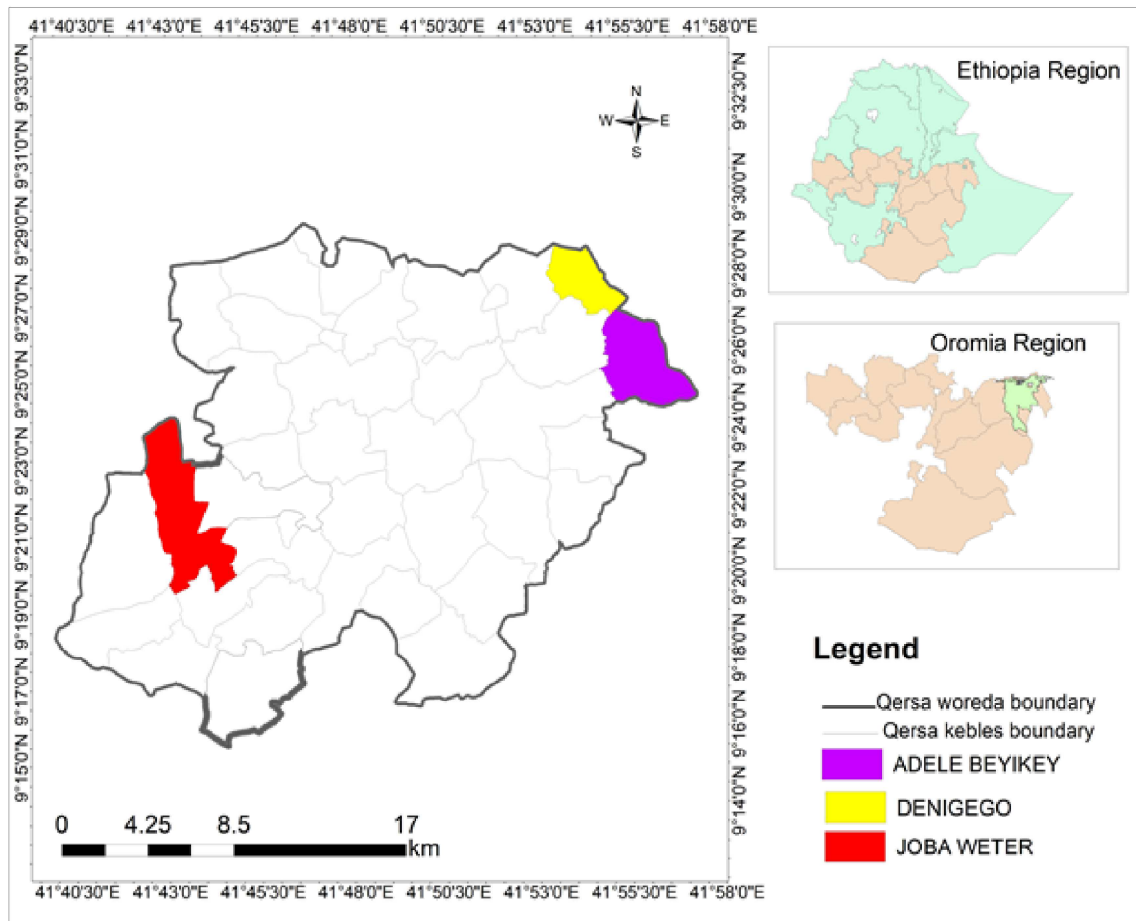 41°40'30"E 41°43'0"E 41°45'30"E 41°48'0"E 41°50'30"E 41°53'0"E 41°55'30"E 41°58'0"E
9°33'0"N
9°31'0"N
9°29'0"N
9°27'0"N
9°25'0"N
9°23'0"N
9°21'0"N
9°19'0"N
9°17'0"N
9°15'0"N
N
W E
S
0 4.25 8.5 17
km
9°32'0"N
9°30'0"N
9°28'0"N
9°26'0"N
9°24'0"N
9°22'0"N
9°20'0"N
9°18'0"N
9°16'0"N
9°14'0"N
41°40'30"E 41°43'0"E 41°45'30"E 41°48'0"E 41°50'30"E 41°53'0"E 41°55'30"E 41°58'0"E
Ethiopia Region
Oromia Region
Legend
Qersa woreda boundary
Qersa kebles boundary
ADELE BEYIKEY
DENIGEGO
JOBA WETER